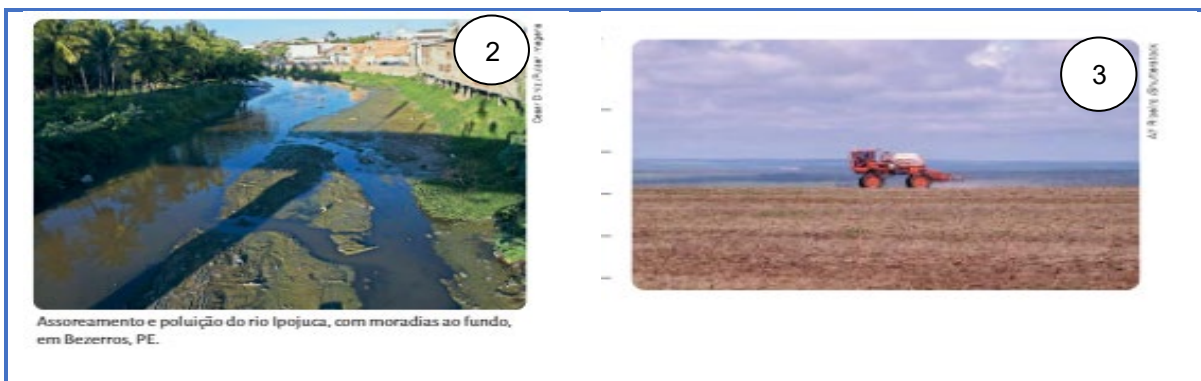 2
3
Assoreamento e poluição do rio Ipojuca, com moradias ao fundo,
em Bezerros, PE.